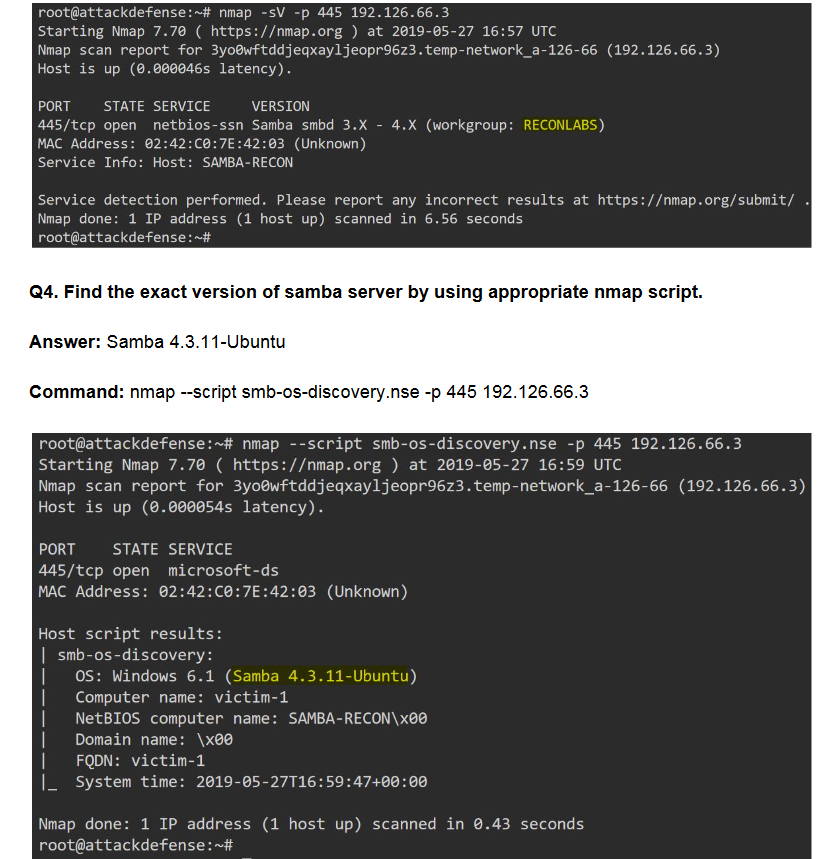 root@attackdefense:~# nmap -sV -p 445 192.126.66.3
Starting Nmap 7.70 ( https://nmap.org ) at 2019-05-27 16:57 UTC
Nmap scan report for 3yo0wftddjeqxayljeopr96z3.temp-network_a-126-66 (192.126.66.3)
Host is up (0.000046s latency).
PORT    STATE SERVICE     VERSION
445/tcp open  netbios-ssn Samba smbd 3.X - 4.X (workgroup: RECONLABS)
MAC Address: 02:42:C0:7E:42:03 (Unknown)
Service Info: Host: SAMBA-RECON
Service detection performed. Please report any incorrect results at https://nmap.org/submit/ .
Nmap done: 1 IP address (1 host up) scanned in 6.56 seconds
root@attackdefense:~#
Q4. Find the exact version of samba server by using appropriate nmap script.
Answer: Samba 4.3.11-Ubuntu
Command: nmap --script smb-os-discovery.nse -p 445 192.126.66.3
root@attackdefense:~# nmap --script smb-os-discovery.nse -p 445 192.126.66.3
Starting Nmap 7.70 ( https://nmap.org ) at 2019-05-27 16:59 UTC
Nmap scan report for 3yo0wftddjeqxayljeopr96z3.temp-network_a-126-66 (192.126.66.3)
Host is up (0.000054s latency).
PORT    STATE SERVICE
445/tcp open  microsoft-ds
MAC Address: 02:42:C0:7E:42:03 (Unknown)
Host script results:
| smb-os-discovery:
|   OS: Windows 6.1 (Samba 4.3.11-Ubuntu)
|   Computer name: victim-1
|   NetBIOS computer name: SAMBA-RECON\x00
|   Domain name: \x00
|   FQDN: victim-1
|_  System time: 2019-05-27T16:59:47+00:00
Nmap done: 1 IP address (1 host up) scanned in 0.43 seconds
root@attackdefense:~#